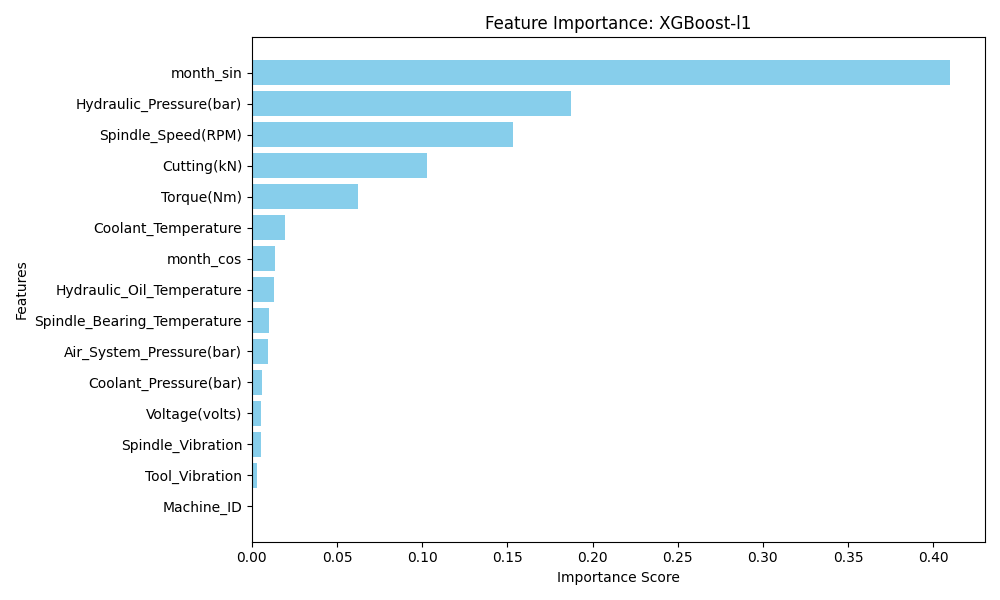 Feature Importance: XGBoost-l1
month_sin
Hydraulic_Pressure(bar)
Spindle_Speed(RPM)
Cutting(kN)
Torque(Nm)
Coolant_Temperature
month_cos
Hydraulic_Oil_Temperature
Spindle_Bearing_Temperature
Air_System_Pressure(bar)
Coolant_Pressure(bar)
Voltage(volts)
Spindle_Vibration
Tool_Vibration
Machine_ID
Features
0.00 0.05 0.10 0.15 0.20 0.25 0.30 0.35 0.40
Importance Score